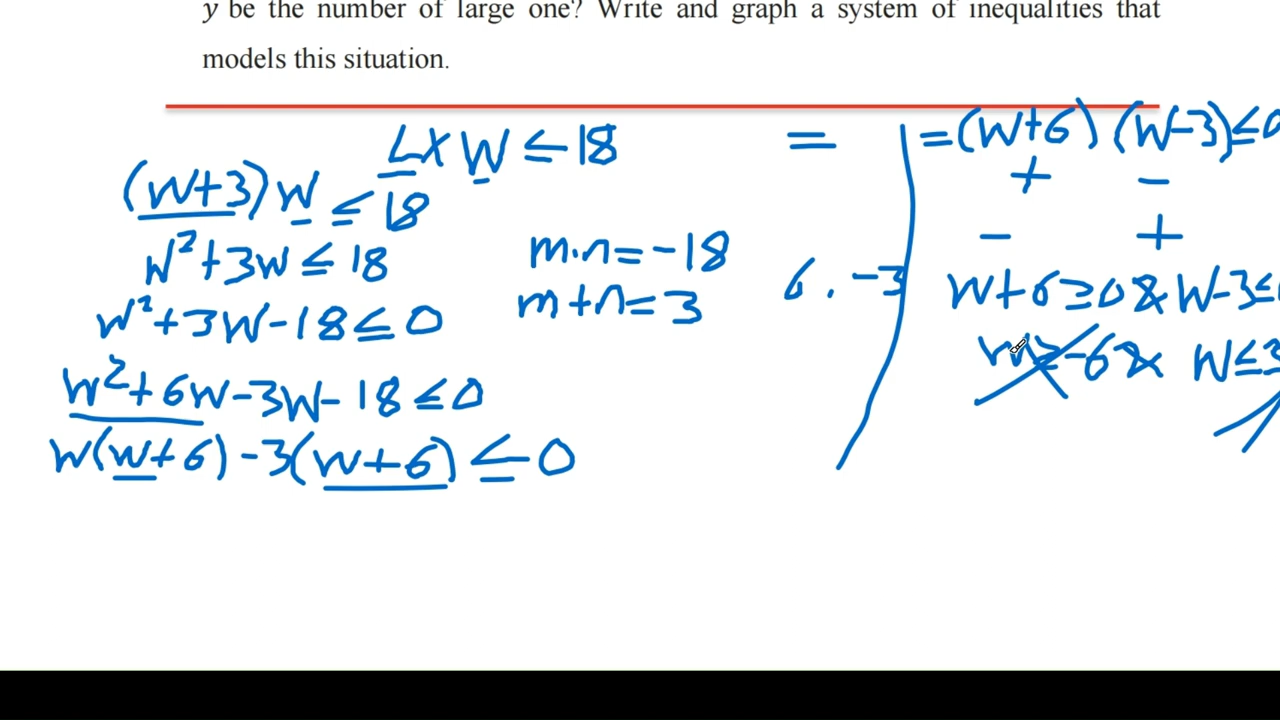 y be the number of large one? Write and graph a system of inequalities that
models this situation.
L × W ≤ 18
(W+3)W ≤ 18
W²+3W ≤ 18
W²+3W-18 ≤ 0
W²+6W-3W-18 ≤ 0
W(W+6)-3(W+6) ≤ 0
m.n=-18
m+n=3
6 . -3
=
=(W+6) (W-3)≤0
+ -
- +
W+6≥0 & W-3≤
-6 & W≤3